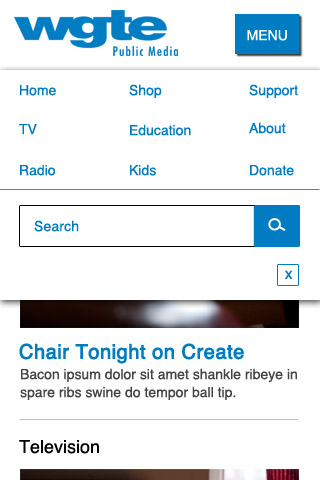 wgte
Public Media
MENU
Home Shop Support
TV Education About
Radio Kids Donate
Search
x
Chair Tonight on Create
Bacon ipsum dolor sit amet shankle ribeye in
spare ribs swine do tempor ball tip.
Television